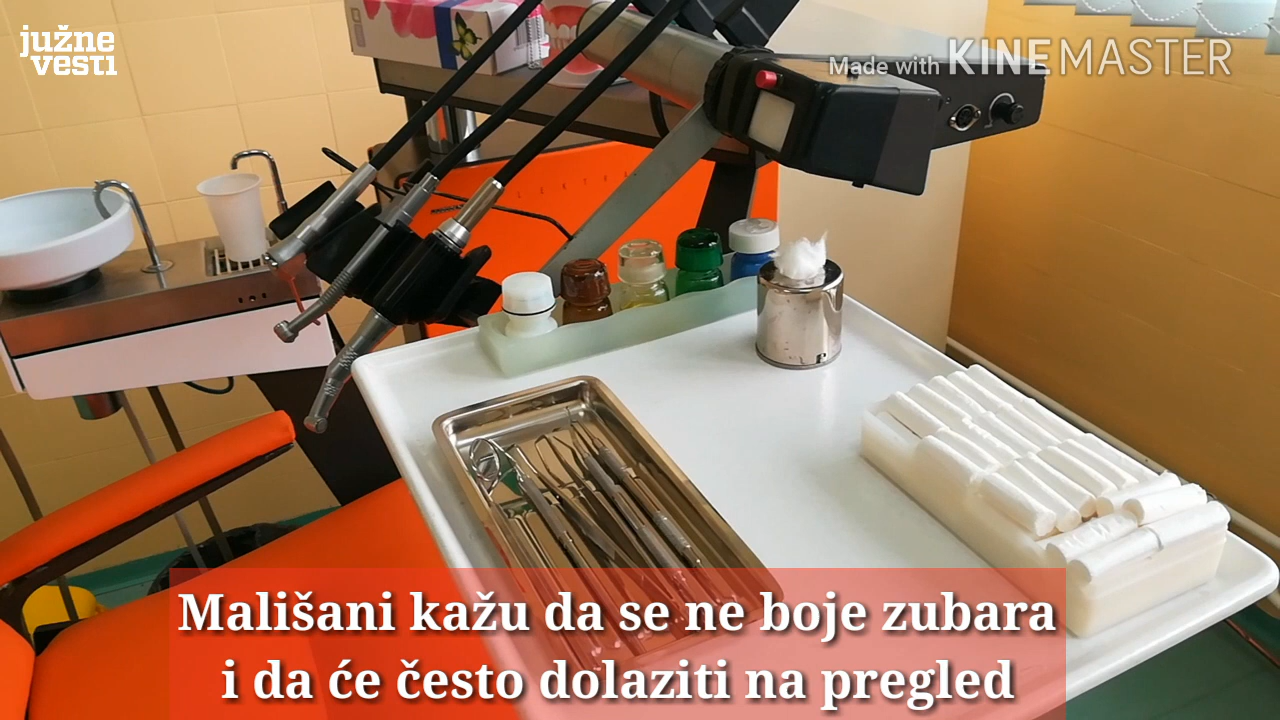 južne
vesti
Made with KINEMASTER
Mališani kažu da se ne boje zubara
i da će često dolaziti na pregled